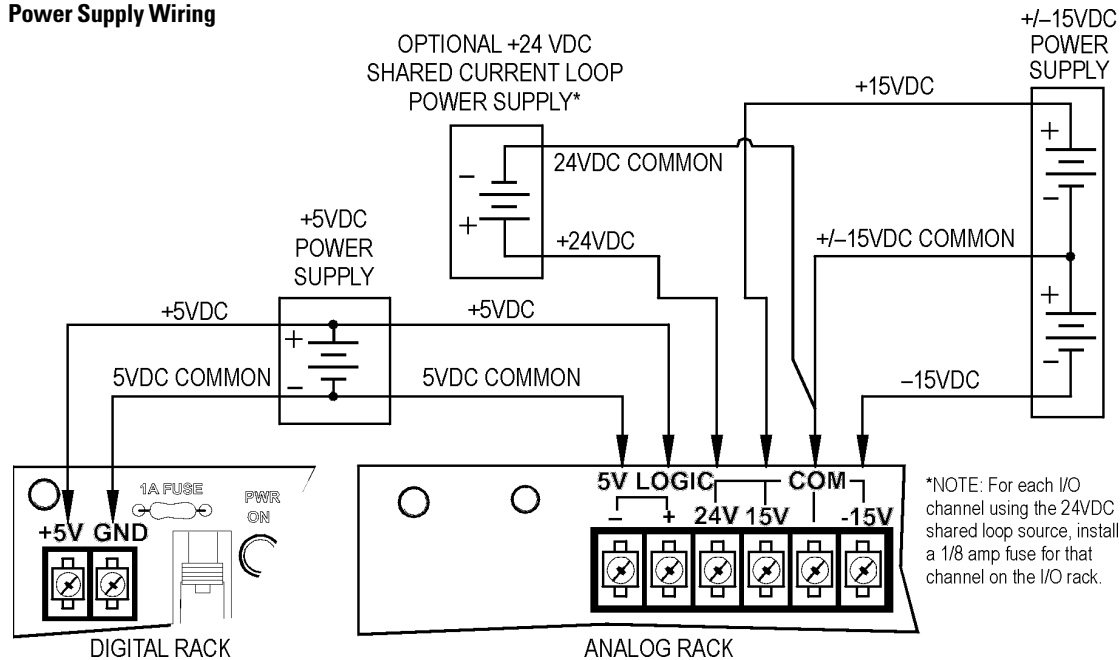 Power Supply Wiring
OPTIONAL +24 VDC
SHARED CURRENT LOOP
POWER SUPPLY*
+/–15VDC
POWER
SUPPLY
+15VDC
+
–
24VDC COMMON
–
+
+24VDC
+/–15VDC COMMON
+5VDC
POWER
SUPPLY
+5VDC
+5VDC
+
–
5VDC COMMON
5VDC COMMON
+
–
–15VDC
1A FUSE
PWR
ON
+5V GND
DIGITAL RACK
5V LOGIC
COM
– + 24V 15V -15V
ANALOG RACK
*NOTE: For each I/O
channel using the 24VDC
shared loop source, install
a 1/8 amp fuse for that
channel on the I/O rack.